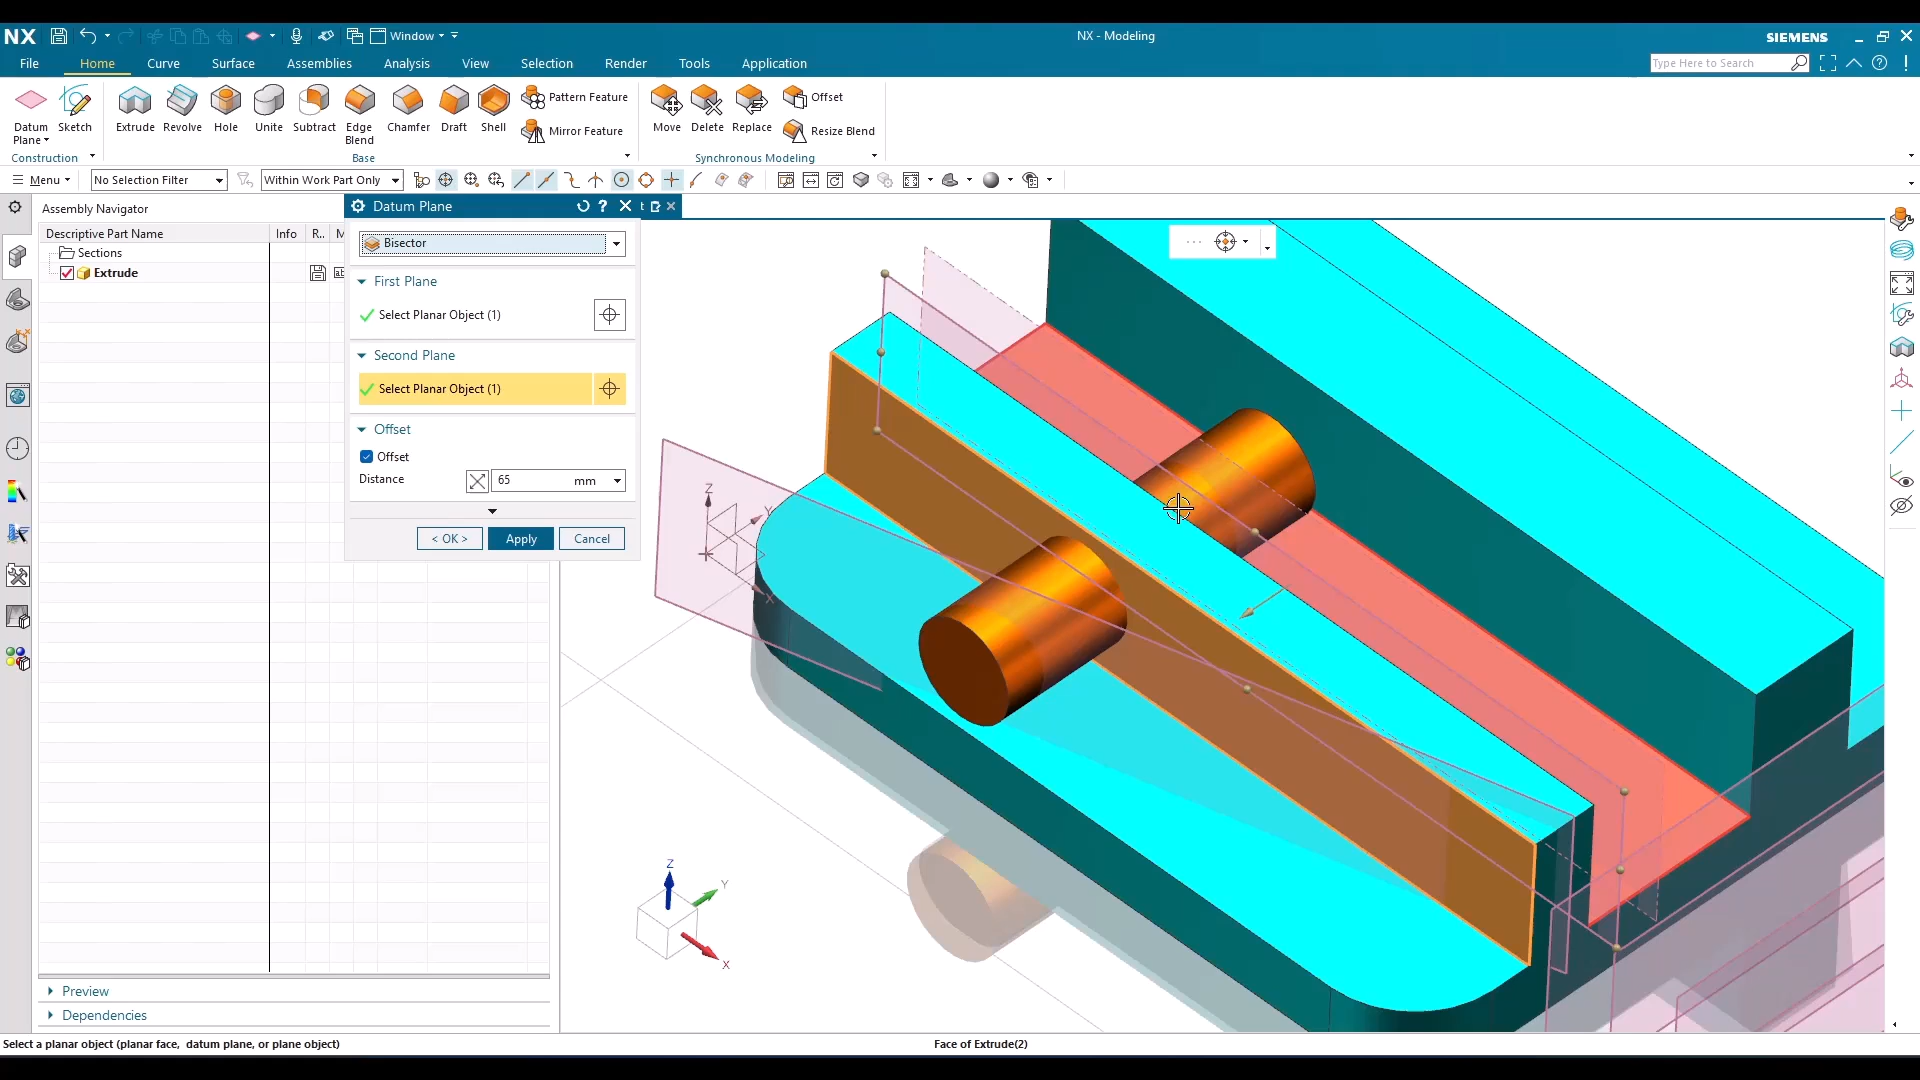 NX
Window
NX - Modeling
SIEMENS
File
Home
Curve
Surface
Assemblies
Analysis
View
Selection
Render
Tools
Application
Type Here to Search
Datum
Plane
Sketch
Extrude
Revolve
Hole
Unite
Subtract
Edge
Blend
Chamfer
Draft
Shell
Pattern Feature
Mirror Feature
Move
Delete
Replace
Offset
Resize Blend
Construction
Base
Synchronous Modeling
Menu
No Selection Filter
Within Work Part Only
Assembly Navigator
Datum Plane
t
Descriptive Part Name
Info
R..
M
Sections
Extrude
Bisector
First Plane
Select Planar Object (1)
Second Plane
Select Planar Object (1)
Offset
Offset
Distance
65
mm
< OK >
Apply
Cancel
Z
Y
X
Z
Y
X
Preview
Dependencies
Select a planar object (planar face, datum plane, or plane object)
Face of Extrude(2)